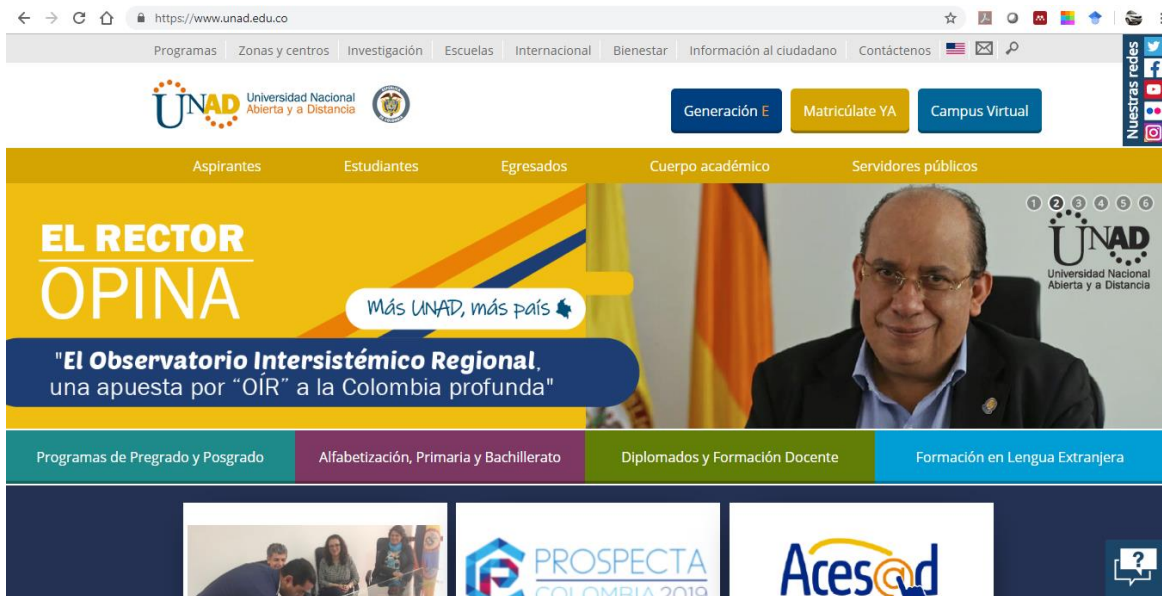 https://www.unad.edu.co
Programas Zonas y centros Investigación Escuelas Internacional Bienestar Información al ciudadano Contáctenos
Nuestras redes
UNAD Universidad Nacional
Abierta y a Distancia
Generación E Matricúlate YA Campus Virtual
Aspirantes Estudiantes Egresados Cuerpo académico Servidores públicos
1 2 3 4 5 6
EL RECTOR
OPINA
Más UNAD, más país
"El Observatorio Intersistémico Regional,
una apuesta por “OÍR” a la Colombia profunda"
UNAD
Universidad Nacional
Abierta y a Distancia
Programas de Pregrado y Posgrado Alfabetización, Primaria y Bachillerato Diplomados y Formación Docente Formación en Lengua Extranjera
PROSPECTA
COLOMBIA 2019
Aces@d
?